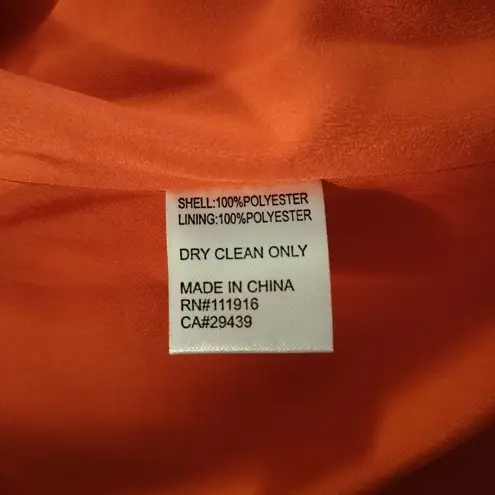 SHELL:100%POLYESTER
LINING:100%POLYESTER
DRY CLEAN ONLY
MADE IN CHINA
RN#111916
CA#29439